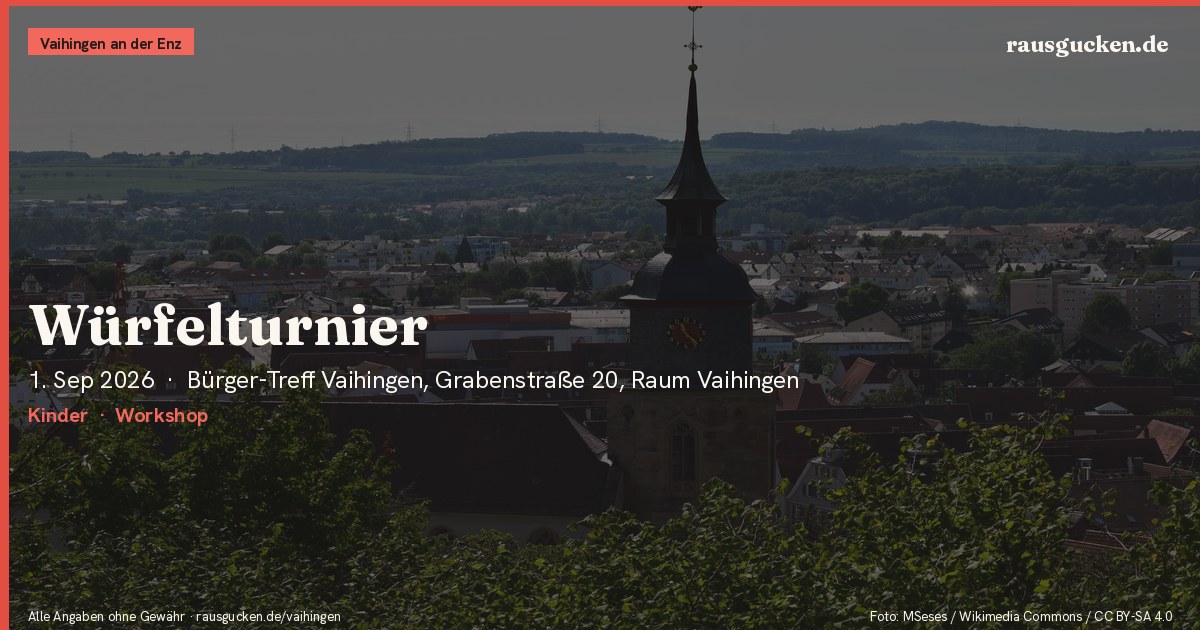 Vaihingen an der Enz
rausgucken.de
Würfelturnier
1. Sep 2026 · Bürger-Treff Vaihingen, Grabenstraße 20, Raum Vaihingen
Kinder · Workshop
Alle Angaben ohne Gewähr · rausgucken.de/vaihingen
Foto: MSeses / Wikimedia Commons / CC BY-SA 4.0